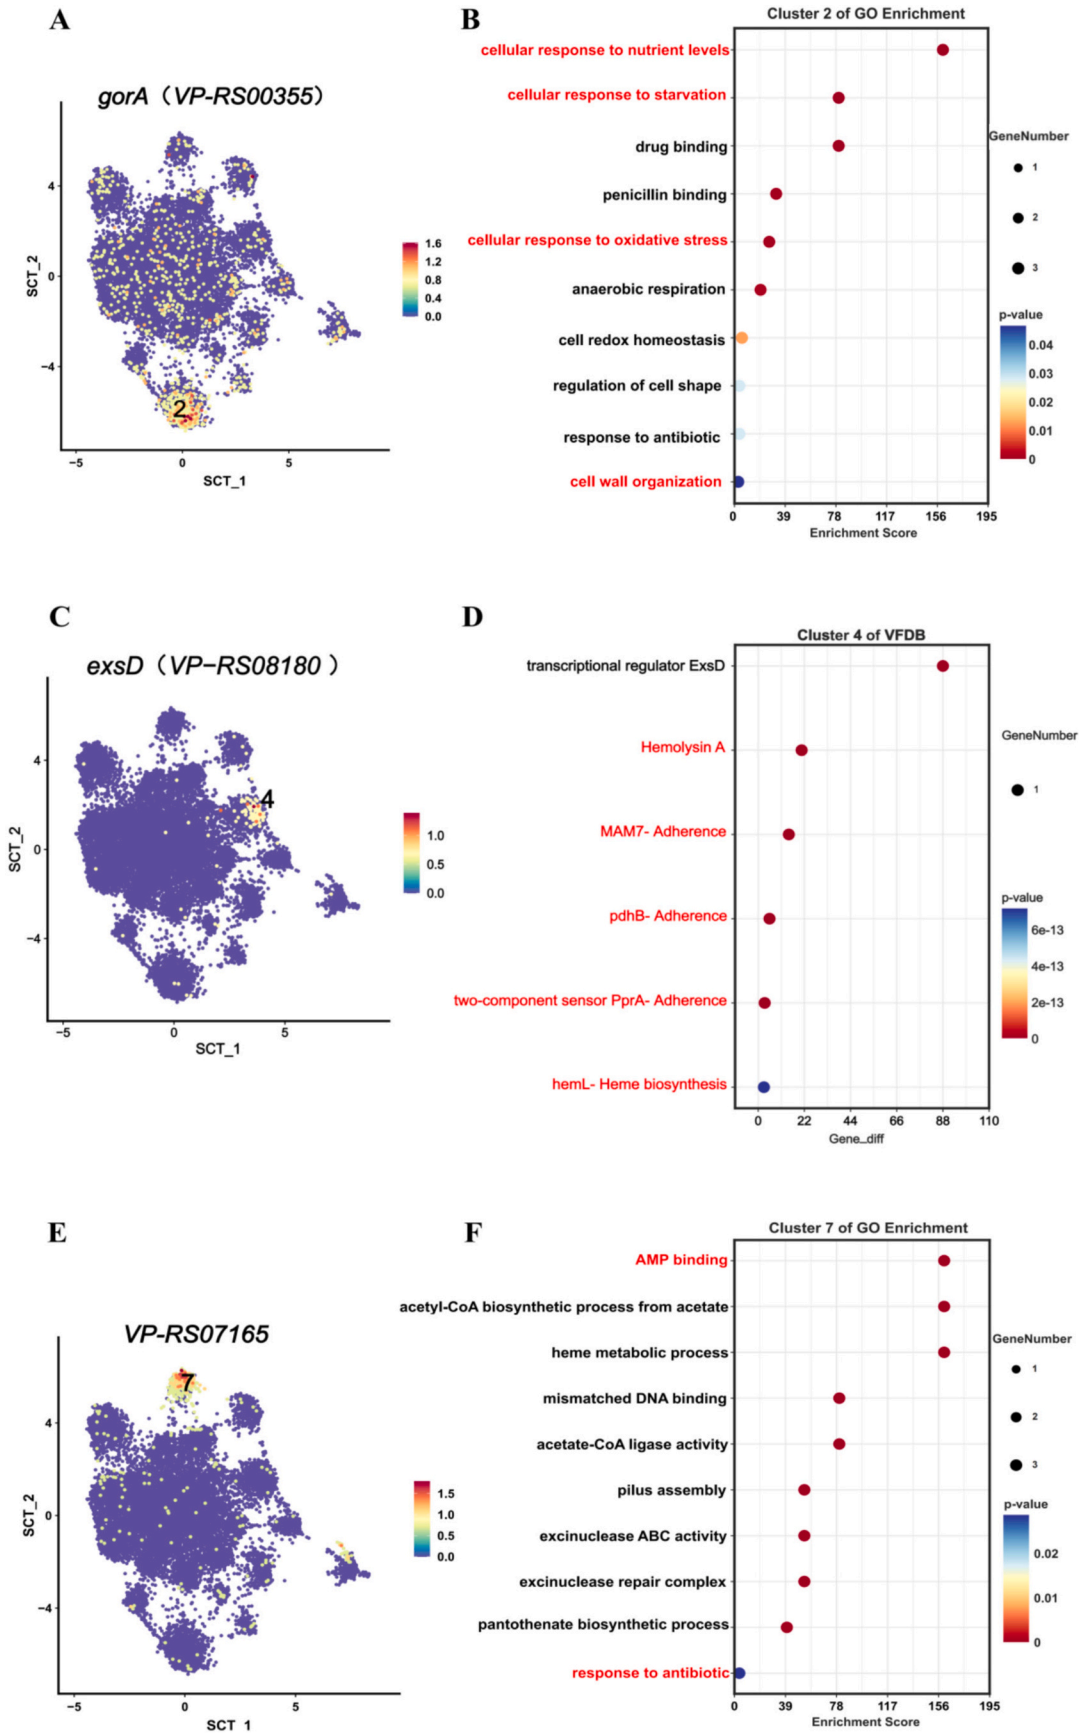 A
gorA（VP-RS00355）
4
0
−4
−5
0
5
SCT_2
SCT_1
1.6
1.2
0.8
0.4
0.0
2
B
Cluster 2 of GO Enrichment
cellular response to nutrient levels
cellular response to starvation
drug binding
penicillin binding
cellular response to oxidative stress
anaerobic respiration
cell redox homeostasis
regulation of cell shape
response to antibiotic
cell wall organization
0
39
78
117
156
195
Enrichment Score
GeneNumber
1
2
3
p-value
0.04
0.03
0.02
0.01
0
C
exsD（VP−RS08180 ）
4
0
−4
−5
0
5
SCT_2
SCT_1
1.0
0.5
0.0
4
D
Cluster 4 of VFDB
transcriptional regulator ExsD
Hemolysin A
MAM7- Adherence
pdhB- Adherence
two-component sensor PprA- Adherence
hemL- Heme biosynthesis
0
22
44
66
88
110
Gene_diff
GeneNumber
1
p-value
6e-13
4e-13
2e-13
0
E
VP-RS07165
4
0
−4
−5
0
5
SCT_2
SCT_1
1.5
1.0
0.5
0.0
7
F
Cluster 7 of GO Enrichment
AMP binding
acetyl-CoA biosynthetic process from acetate
heme metabolic process
mismatched DNA binding
acetate-CoA ligase activity
pilus assembly
excinuclease ABC activity
excinuclease repair complex
pantothenate biosynthetic process
response to antibiotic
0
39
78
117
156
195
Enrichment Score
GeneNumber
1
2
3
p-value
0.02
0.01
0